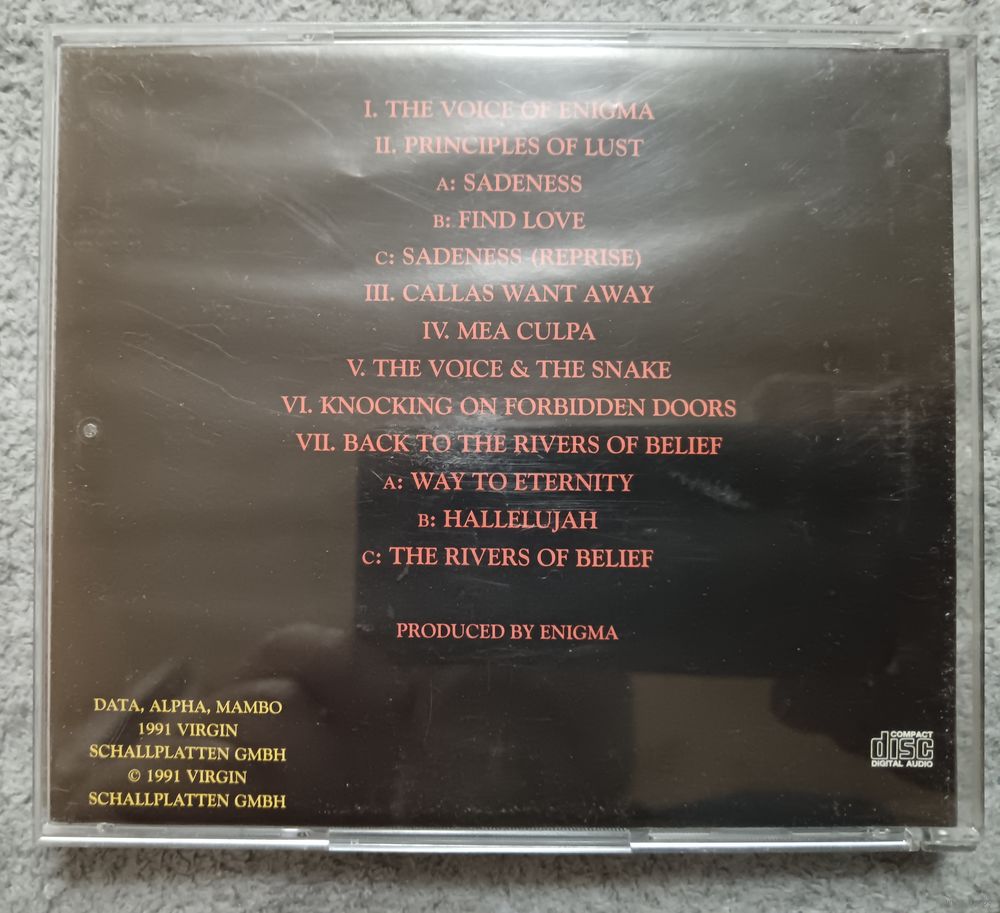 I. THE VOICE OF ENIGMA
II. PRINCIPLES OF LUST
A: SADENESS
B: FIND LOVE
C: SADENESS (REPRISE)
III. CALLAS WANT AWAY
IV. MEA CULPA
V. THE VOICE & THE SNAKE
VI. KNOCKING ON FORBIDDEN DOORS
VII. BACK TO THE RIVERS OF BELIEF
A: WAY TO ETERNITY
B: HALLELUJAH
C: THE RIVERS OF BELIEF
PRODUCED BY ENIGMA
DATA, ALPHA, MAMBO
1991 VIRGIN
SCHALLPLATTEN GMBH
© 1991 VIRGIN
SCHALLPLATTEN GMBH
COMPACT
disc
DIGITAL AUDIO